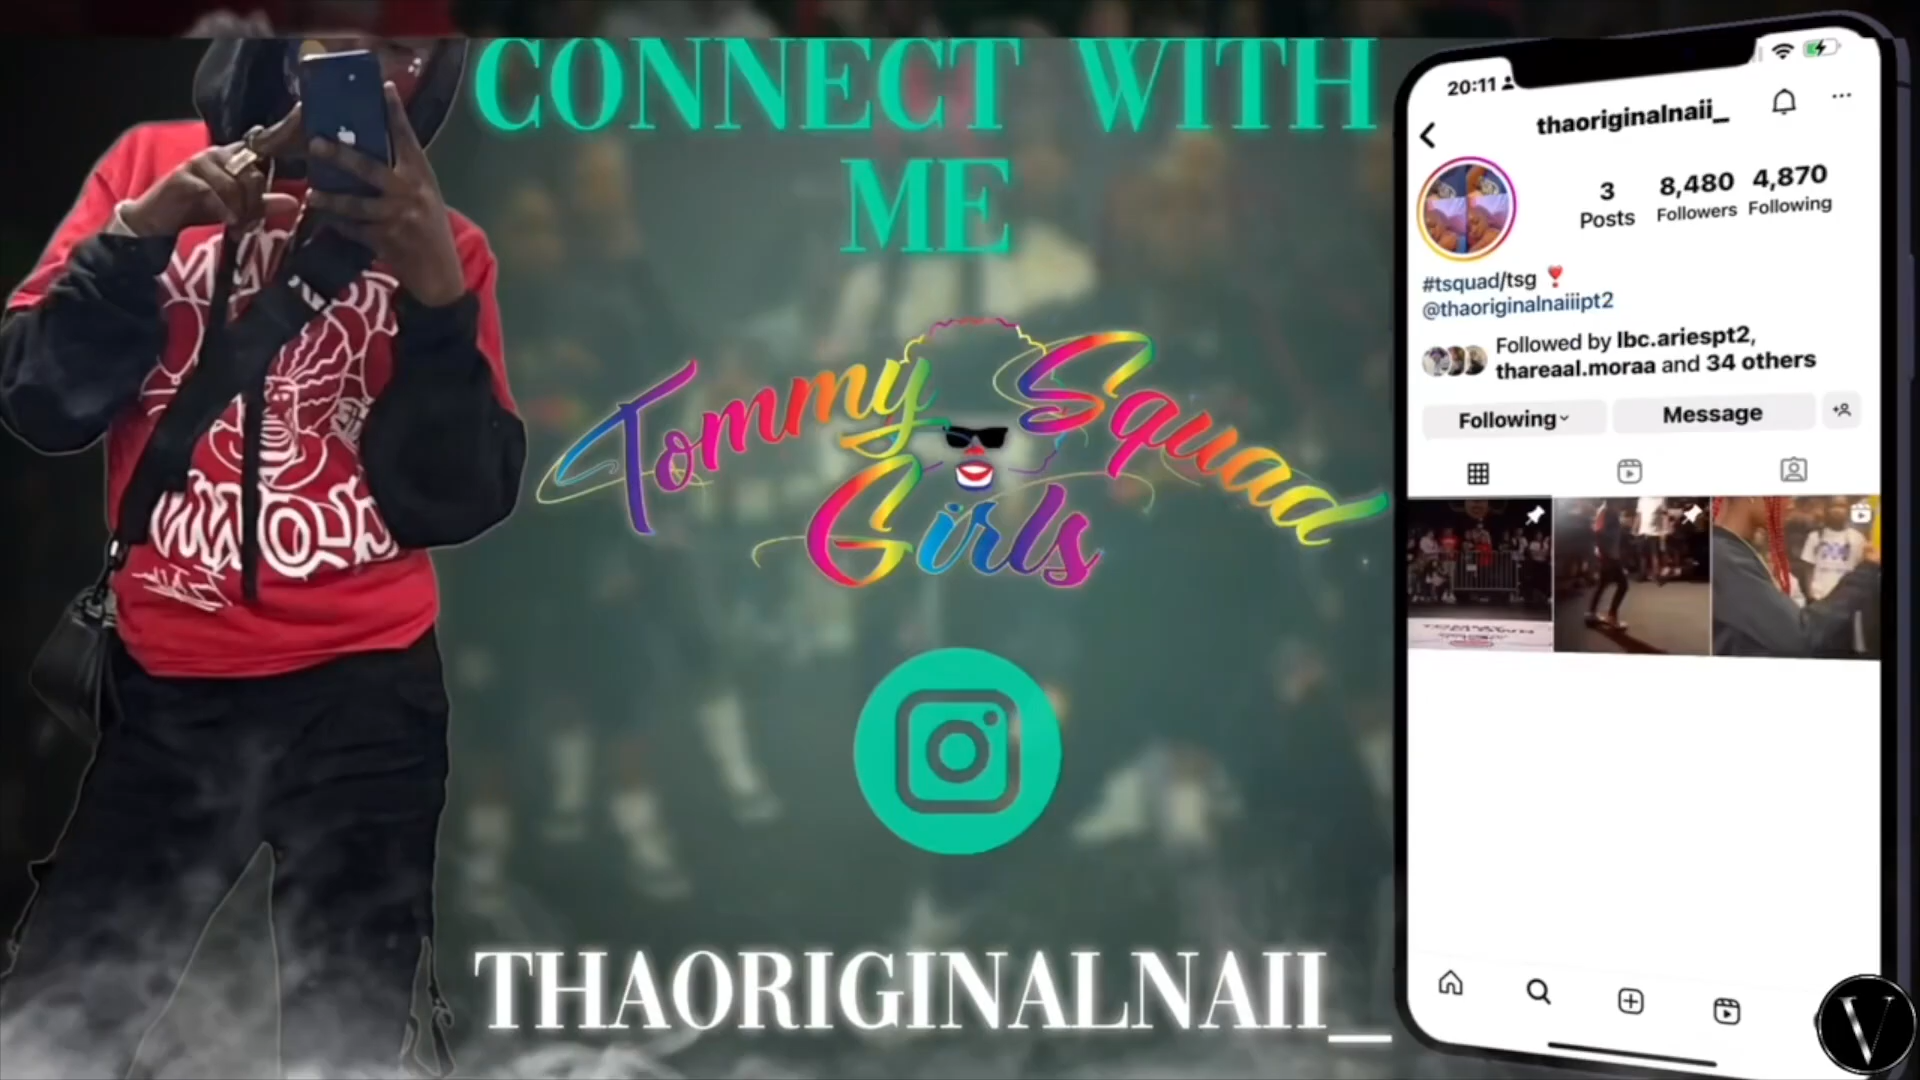 CONNECT WITH
ME
Tommy Squad
Girls
THAORIGINALNAII_
20:11
thaoriginalnaii_
3
Posts
8,480
Followers
4,870
Following
#tsquad/tsg
@thaoriginalnaiiipt2
Followed by lbc.ariespt2,
thareaal.moraa and 34 others
Following
Message
V